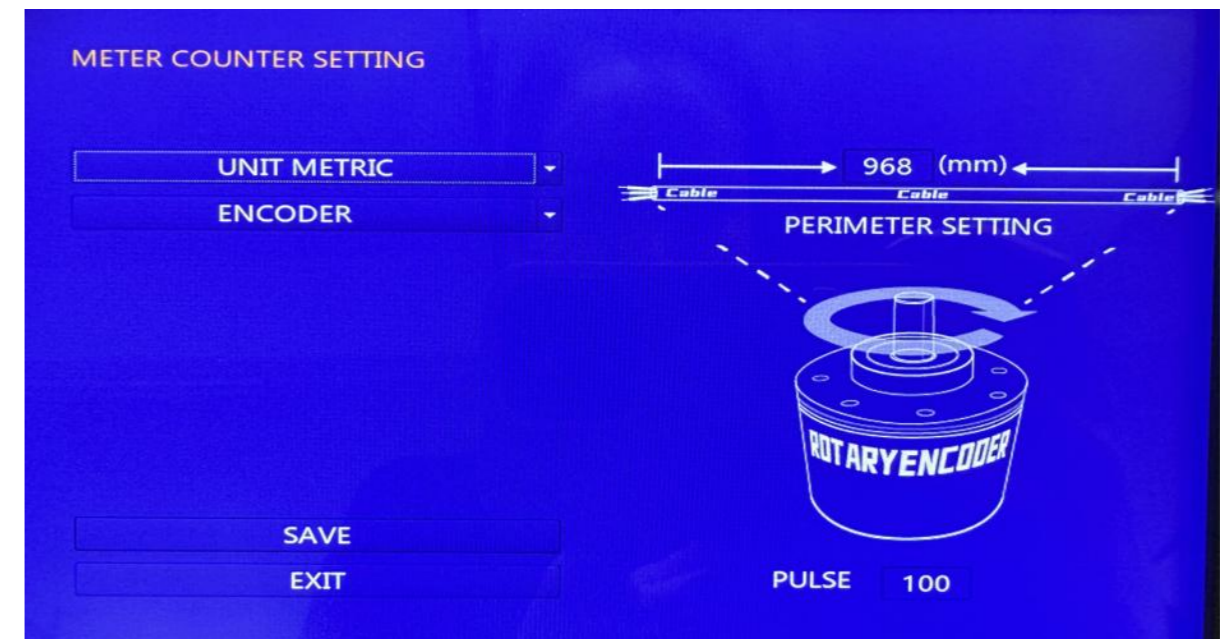 METER COUNTER SETTING
UNIT METRIC
ENCODER
968 (mm)
Cable Cable Cable
PERIMETER SETTING
ROTARYENCODER
SAVE
EXIT
PULSE 100